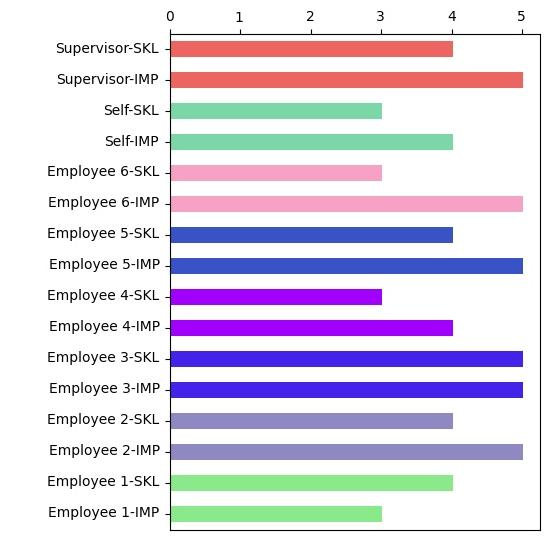 0 1 2 3 4 5
Supervisor-SKL
Supervisor-IMP
Self-SKL
Self-IMP
Employee 6-SKL
Employee 6-IMP
Employee 5-SKL
Employee 5-IMP
Employee 4-SKL
Employee 4-IMP
Employee 3-SKL
Employee 3-IMP
Employee 2-SKL
Employee 2-IMP
Employee 1-SKL
Employee 1-IMP